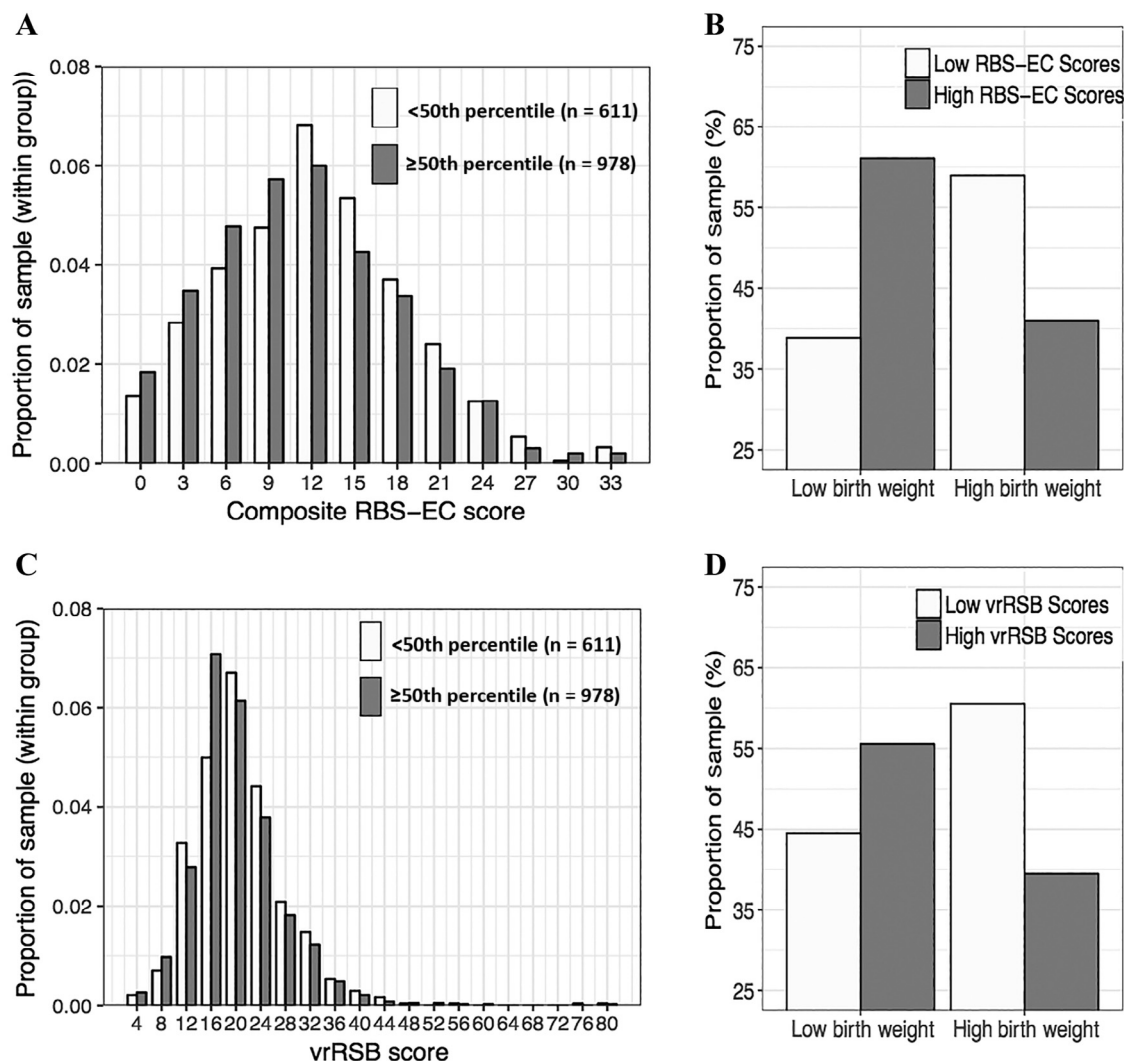 A
Proportion of sample (within group))
0.08
0.06
0.04
0.02
0.00
<50th percentile (n = 611)
≥50th percentile (n = 978)
0 3 6 9 12 15 18 21 24 27 30 33
Composite RBS−EC score
B
Proportion of sample (%)
75
65
55
45
35
25
Low RBS−EC Scores
High RBS−EC Scores
Low birth weight High birth weight
C
Proportion of sample (within group)
0.08
0.06
0.04
0.02
0.00
<50th percentile (n = 611)
≥50th percentile (n = 978)
4 8 12 16 20 24 28 32 36 40 44 48 52 56 60 64 68 72 76 80
vrRSB score
D
Proportion of sample (%)
75
65
55
45
35
25
Low vrRSB Scores
High vrRSB Scores
Low birth weight High birth weight